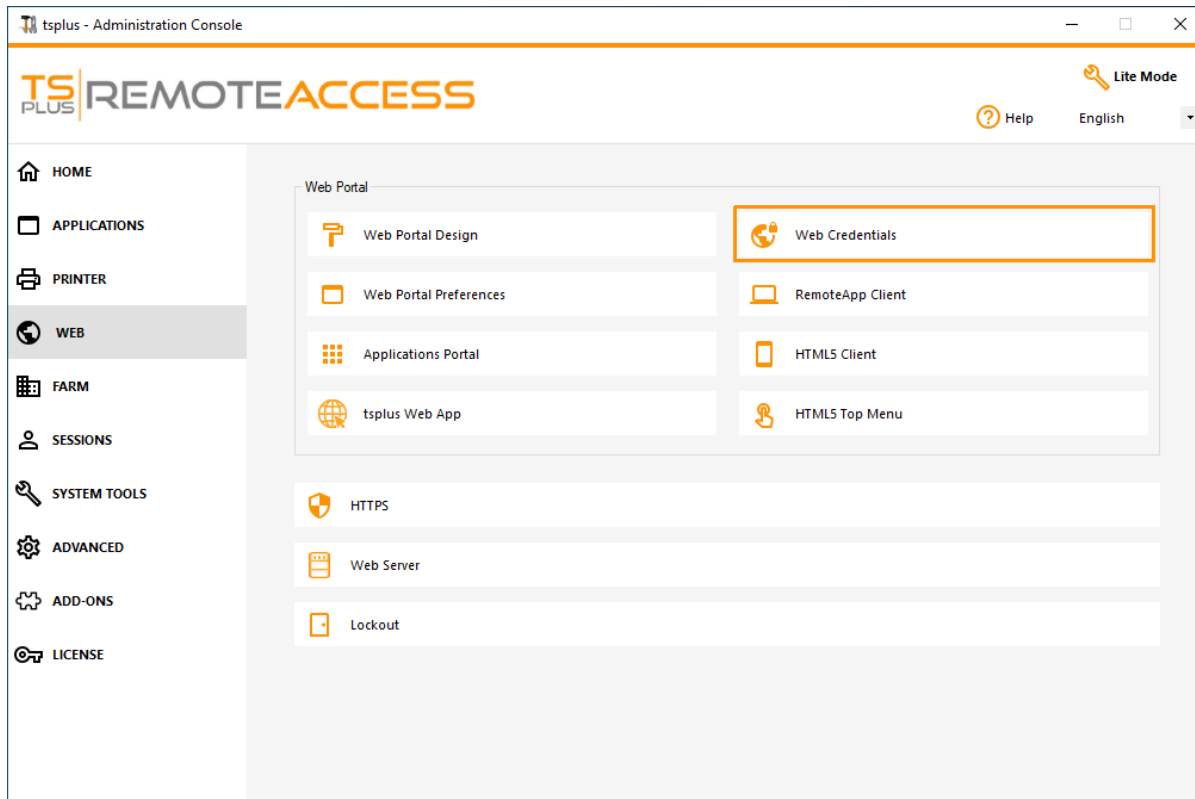 tsplus - Administration Console
TS PLUS REMOTEACCESS
Lite Mode
Help
English
HOME
APPLICATIONS
PRINTER
WEB
FARM
SESSIONS
SYSTEM TOOLS
ADVANCED
ADD-ONS
LICENSE
Web Portal
Web Portal Design
Web Credentials
Web Portal Preferences
RemoteApp Client
Applications Portal
HTML5 Client
tsplus Web App
HTML5 Top Menu
HTTPS
Web Server
Lockout